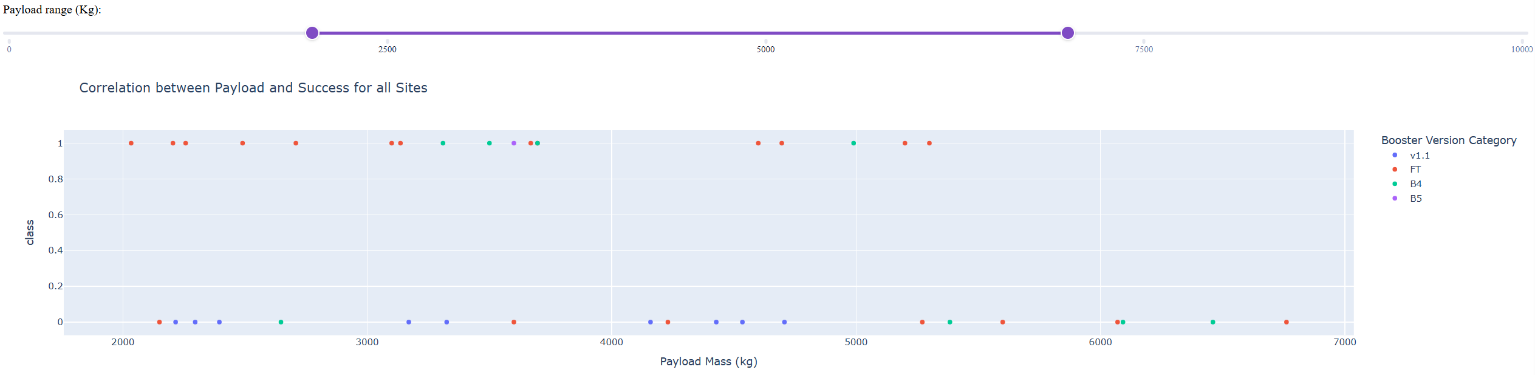 Payload range (Kg):
0 2500 5000 7500 10000
Correlation between Payload and Success for all Sites
Booster Version Category
v1.1
FT
B4
B5
1
0.8
0.6
0.4
0.2
0
class
2000 3000 4000 5000 6000 7000
Payload Mass (kg)